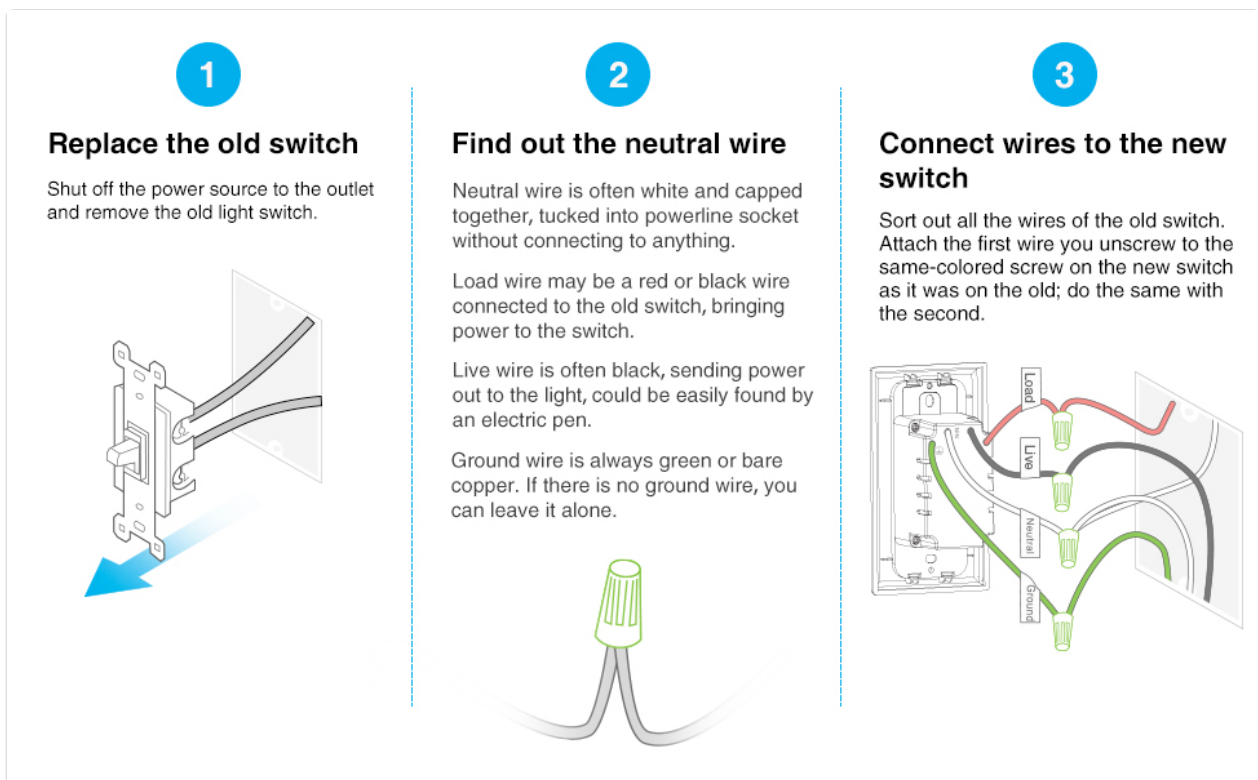 1
Replace the old switch
Shut off the power source to the outlet
and remove the old light switch.
2
Find out the neutral wire
Neutral wire is often white and capped
together, tucked into powerline socket
without connecting to anything.
Load wire may be a red or black wire
connected to the old switch, bringing
power to the switch.
Live wire is often black, sending power
out to the light, could be easily found by
an electric pen.
Ground wire is always green or bare
copper. If there is no ground wire, you
can leave it alone.
3
Connect wires to the new
switch
Sort out all the wires of the old switch.
Attach the first wire you unscrew to the
same-colored screw on the new switch
as it was on the old; do the same with
the second.
Load
Live
Neutral
Ground